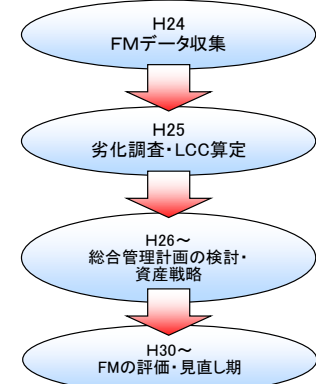 H24
FMデータ収集
H25
劣化調査・LCC算定
H26~
総合管理計画の検討・
資産戦略
H30~
FMの評価・見直し期